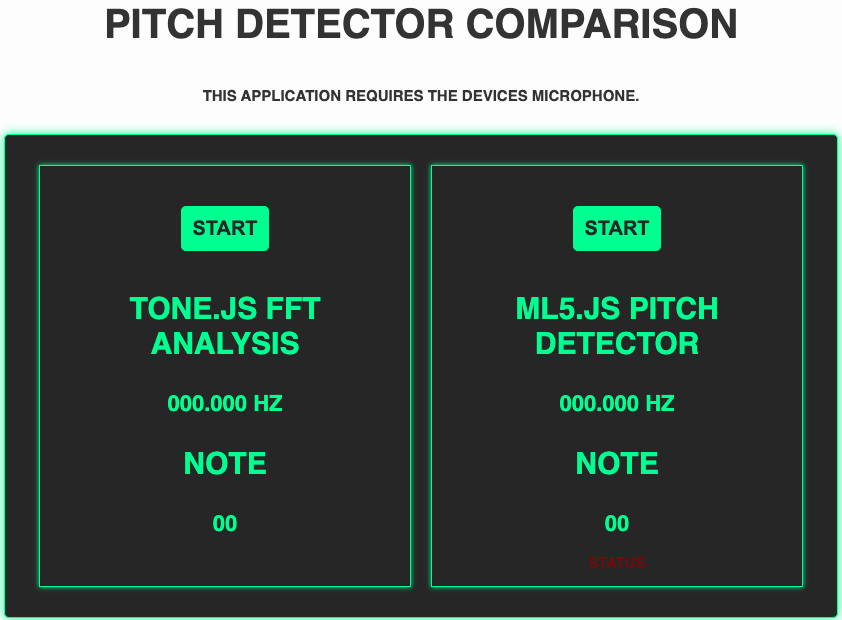 PITCH DETECTOR COMPARISON
THIS APPLICATION REQUIRES THE DEVICES MICROPHONE.
START
TONE.JS FFT
ANALYSIS
000.000 HZ
NOTE
00
START
ML5.JS PITCH
DETECTOR
000.000 HZ
NOTE
00
STATUS